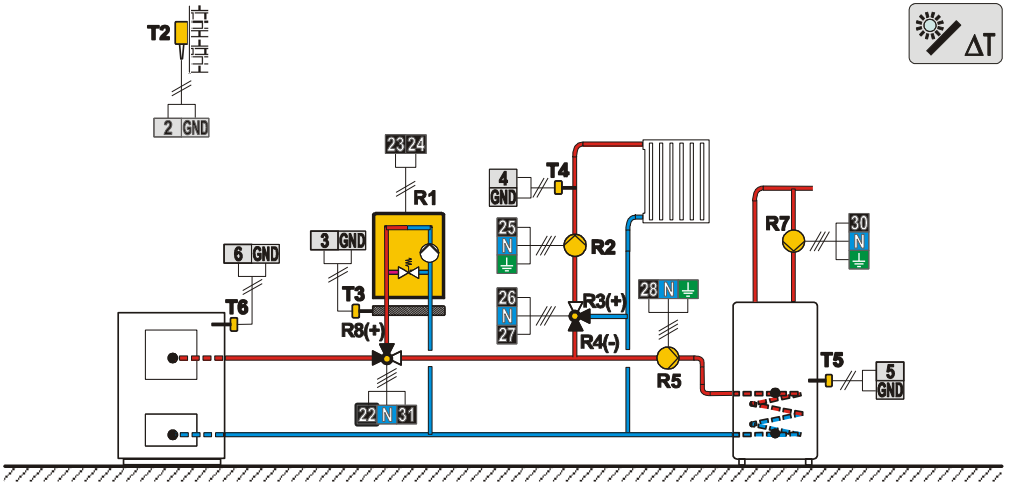 T2
ΔT
2 GND
23 24
R1
4
GND
T4
25
N
R2
R7
30
N
6 GND
3 GND
T6
T3
R8(+)
26
N
27
R3(+)
R4(-)
28 N
R5
T5
5
GND
22 N 31